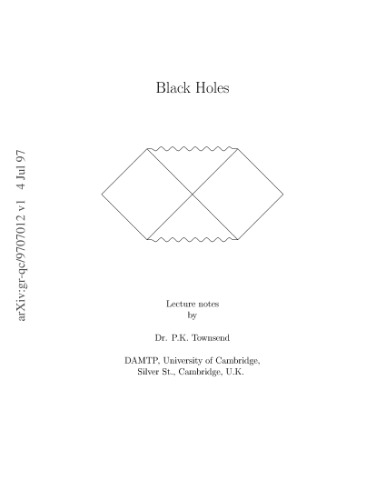 Black Holes
arXiv:gr-qc/9707012 v1 4 Jul 97
Lecture notes
by
Dr. P.K. Townsend
DAMTP, University of Cambridge,
Silver St., Cambridge, U.K.